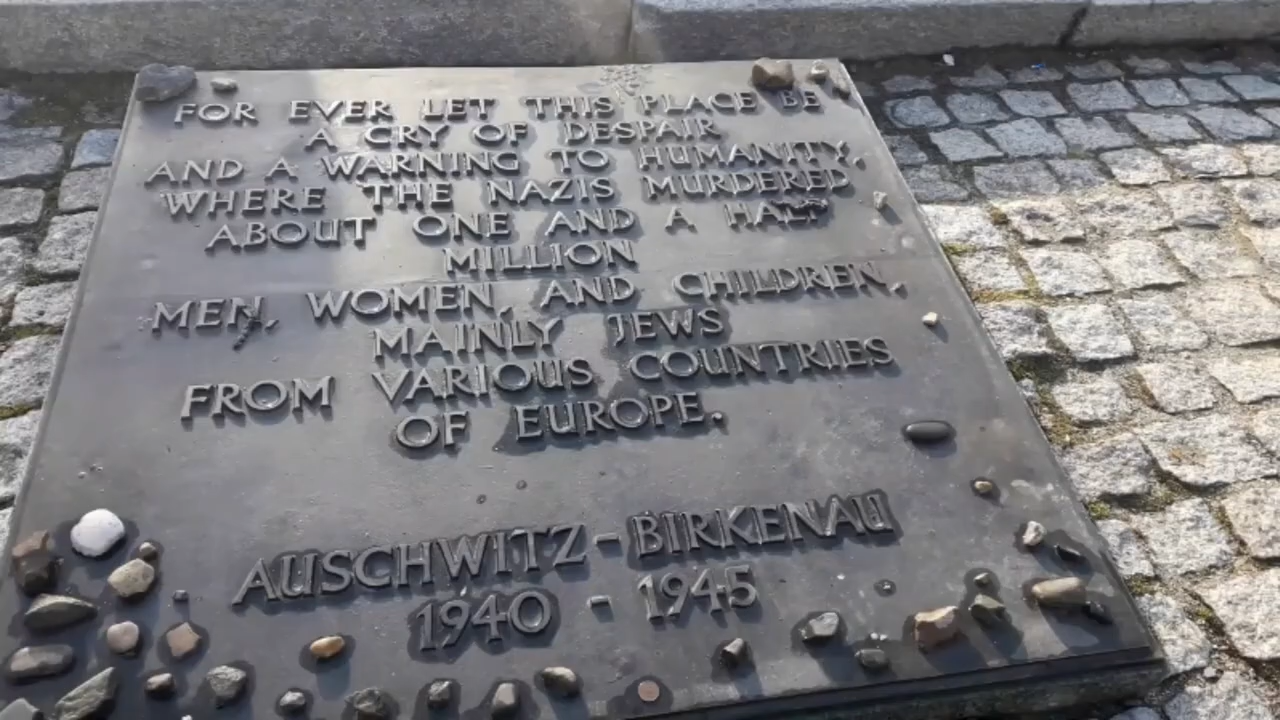 FOR EVER LET THIS PLACE BE
A CRY OF DESPAIR
AND A WARNING TO HUMANITY,
WHERE THE NAZIS MURDERED
ABOUT ONE AND A HALF
MILLION
MEN, WOMEN, AND CHILDREN,
MAINLY JEWS
FROM VARIOUS COUNTRIES
OF EUROPE.
AUSCHWITZ - BIRKENAU
1940 - 1945